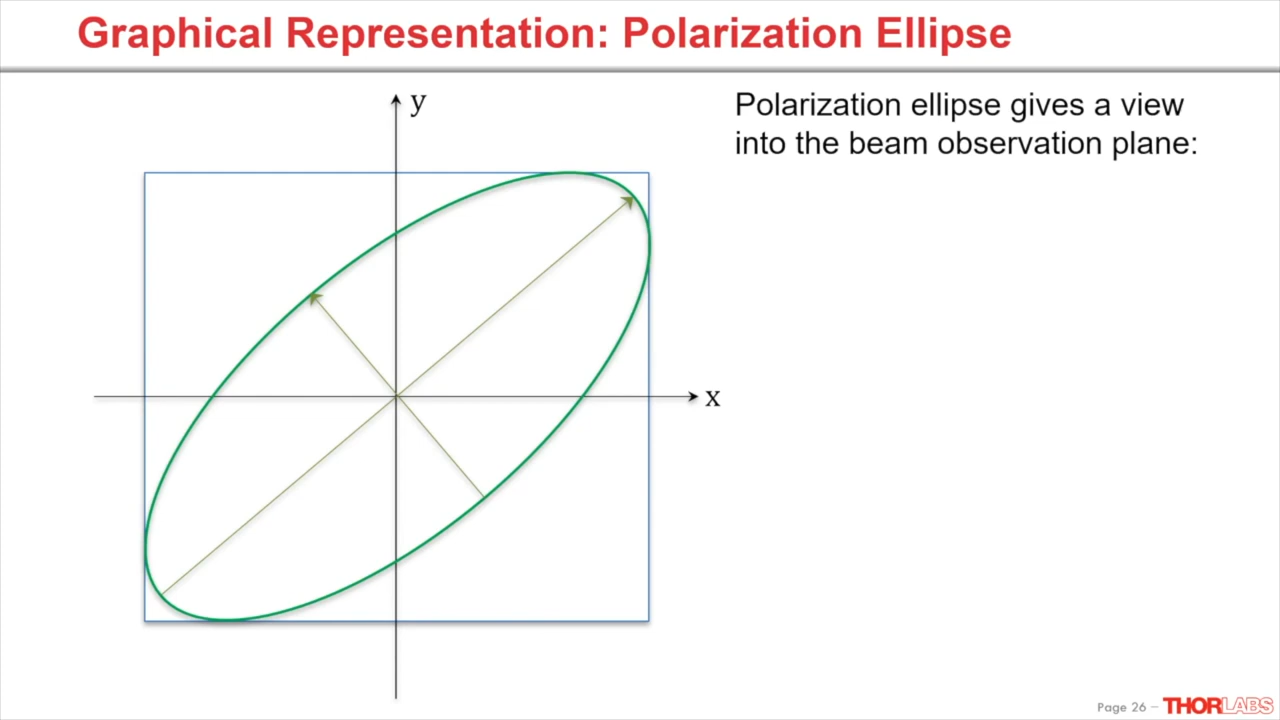 Graphical Representation: Polarization Ellipse
y
Polarization ellipse gives a view
into the beam observation plane:
x
Page 26 – THORLABS